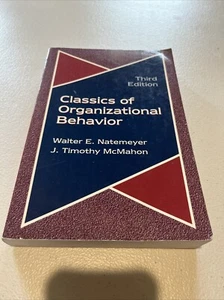 Third
Edition
Classics of
Organizational
Behavior
Walter E. Natemeyer
J. Timothy McMahon